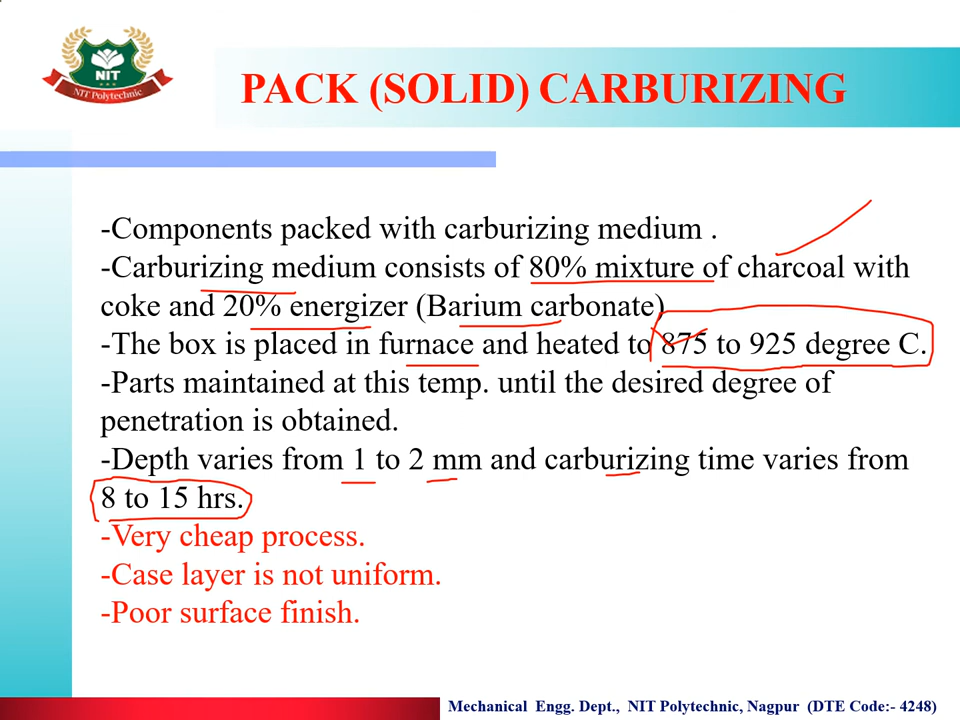 NIT
NIT Polytechnic
PACK (SOLID) CARBURIZING
-Components packed with carburizing medium .
-Carburizing medium consists of 80% mixture of charcoal with
coke and 20% energizer (Barium carbonate)
-The box is placed in furnace and heated to 875 to 925 degree C.
-Parts maintained at this temp. until the desired degree of
penetration is obtained.
-Depth varies from 1 to 2 mm and carburizing time varies from
8 to 15 hrs.
-Very cheap process.
-Case layer is not uniform.
-Poor surface finish.
Mechanical Engg. Dept., NIT Polytechnic, Nagpur (DTE Code:- 4248)